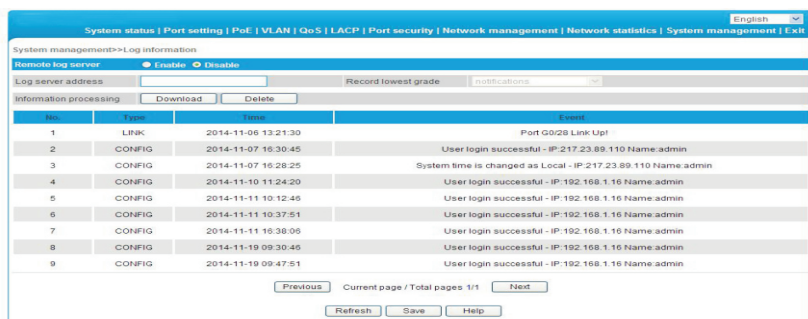 English
System status | Port setting | PoE | VLAN | QoS | LACP | Port security | Network management | Network statistics | System management | Exit
System management>>Log information
Remote log server Enable Disable
Log server address Record lowest grade notifications
Information processing Download Delete
No. Type Time Event
1 LINK 2014-11-06 13:21:30 Port G0/28 Link Up!
2 CONFIG 2014-11-07 16:30:45 User login successful - IP:217.23.89.110 Name:admin
3 CONFIG 2014-11-07 16:28:25 System time is changed as Local - IP:217.23.89.110 Name:admin
4 CONFIG 2014-11-10 11:24:20 User login successful - IP:192.168.1.16 Name:admin
5 CONFIG 2014-11-11 10:12:46 User login successful - IP:192.168.1.16 Name:admin
6 CONFIG 2014-11-11 10:37:51 User login successful - IP:192.168.1.16 Name:admin
7 CONFIG 2014-11-11 16:38:06 User login successful - IP:192.168.1.16 Name:admin
8 CONFIG 2014-11-19 09:30:46 User login successful - IP:192.168.1.16 Name:admin
9 CONFIG 2014-11-19 09:47:51 User login successful - IP:192.168.1.16 Name:admin
Previous Current page / Total pages 1/1 Next
Refresh Save Help